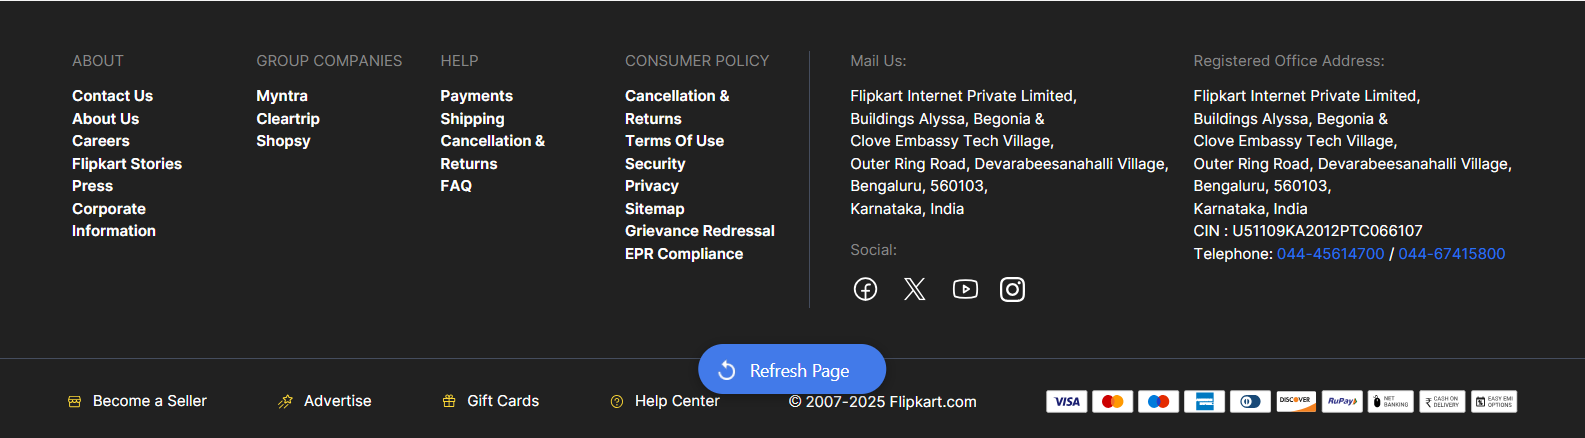 ABOUT
Contact Us
About Us
Careers
Flipkart Stories
Press
Corporate
Information
GROUP COMPANIES
Myntra
Cleartrip
Shopsy
HELP
Payments
Shipping
Cancellation &
Returns
FAQ
CONSUMER POLICY
Cancellation &
Returns
Terms Of Use
Security
Privacy
Sitemap
Grievance Redressal
EPR Compliance
Mail Us:
Flipkart Internet Private Limited,
Buildings Alyssa, Begonia &
Clove Embassy Tech Village,
Outer Ring Road, Devarabeesanahalli Village,
Bengaluru, 560103,
Karnataka, India
Social:
Registered Office Address:
Flipkart Internet Private Limited,
Buildings Alyssa, Begonia &
Clove Embassy Tech Village,
Outer Ring Road, Devarabeesanahalli Village,
Bengaluru, 560103,
Karnataka, India
CIN : U51109KA2012PTC066107
Telephone: 044-45614700 / 044-67415800
Refresh Page
Become a Seller
Advertise
Gift Cards
Help Center
© 2007-2025 Flipkart.com
VISA
DISCOVER
RuPay
NET
BANKING
CASH ON
DELIVERY
EASY EMI
OPTIONS